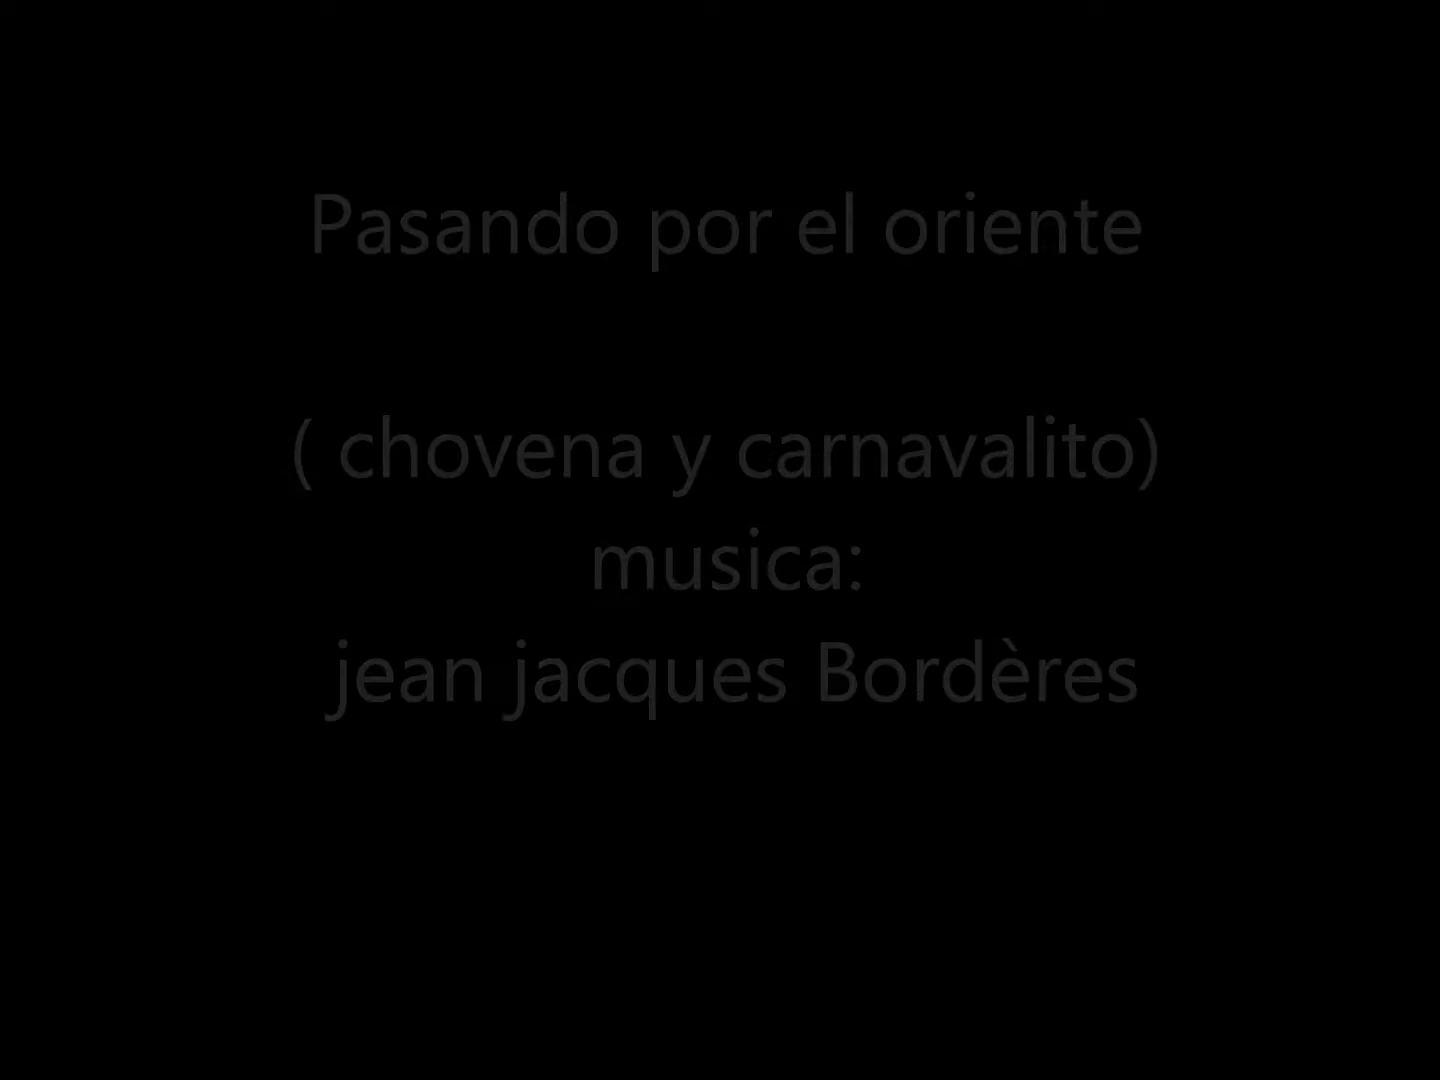 Pasando por el oriente
( chovena y carnavalito)
musica:
jean jacques Bordères